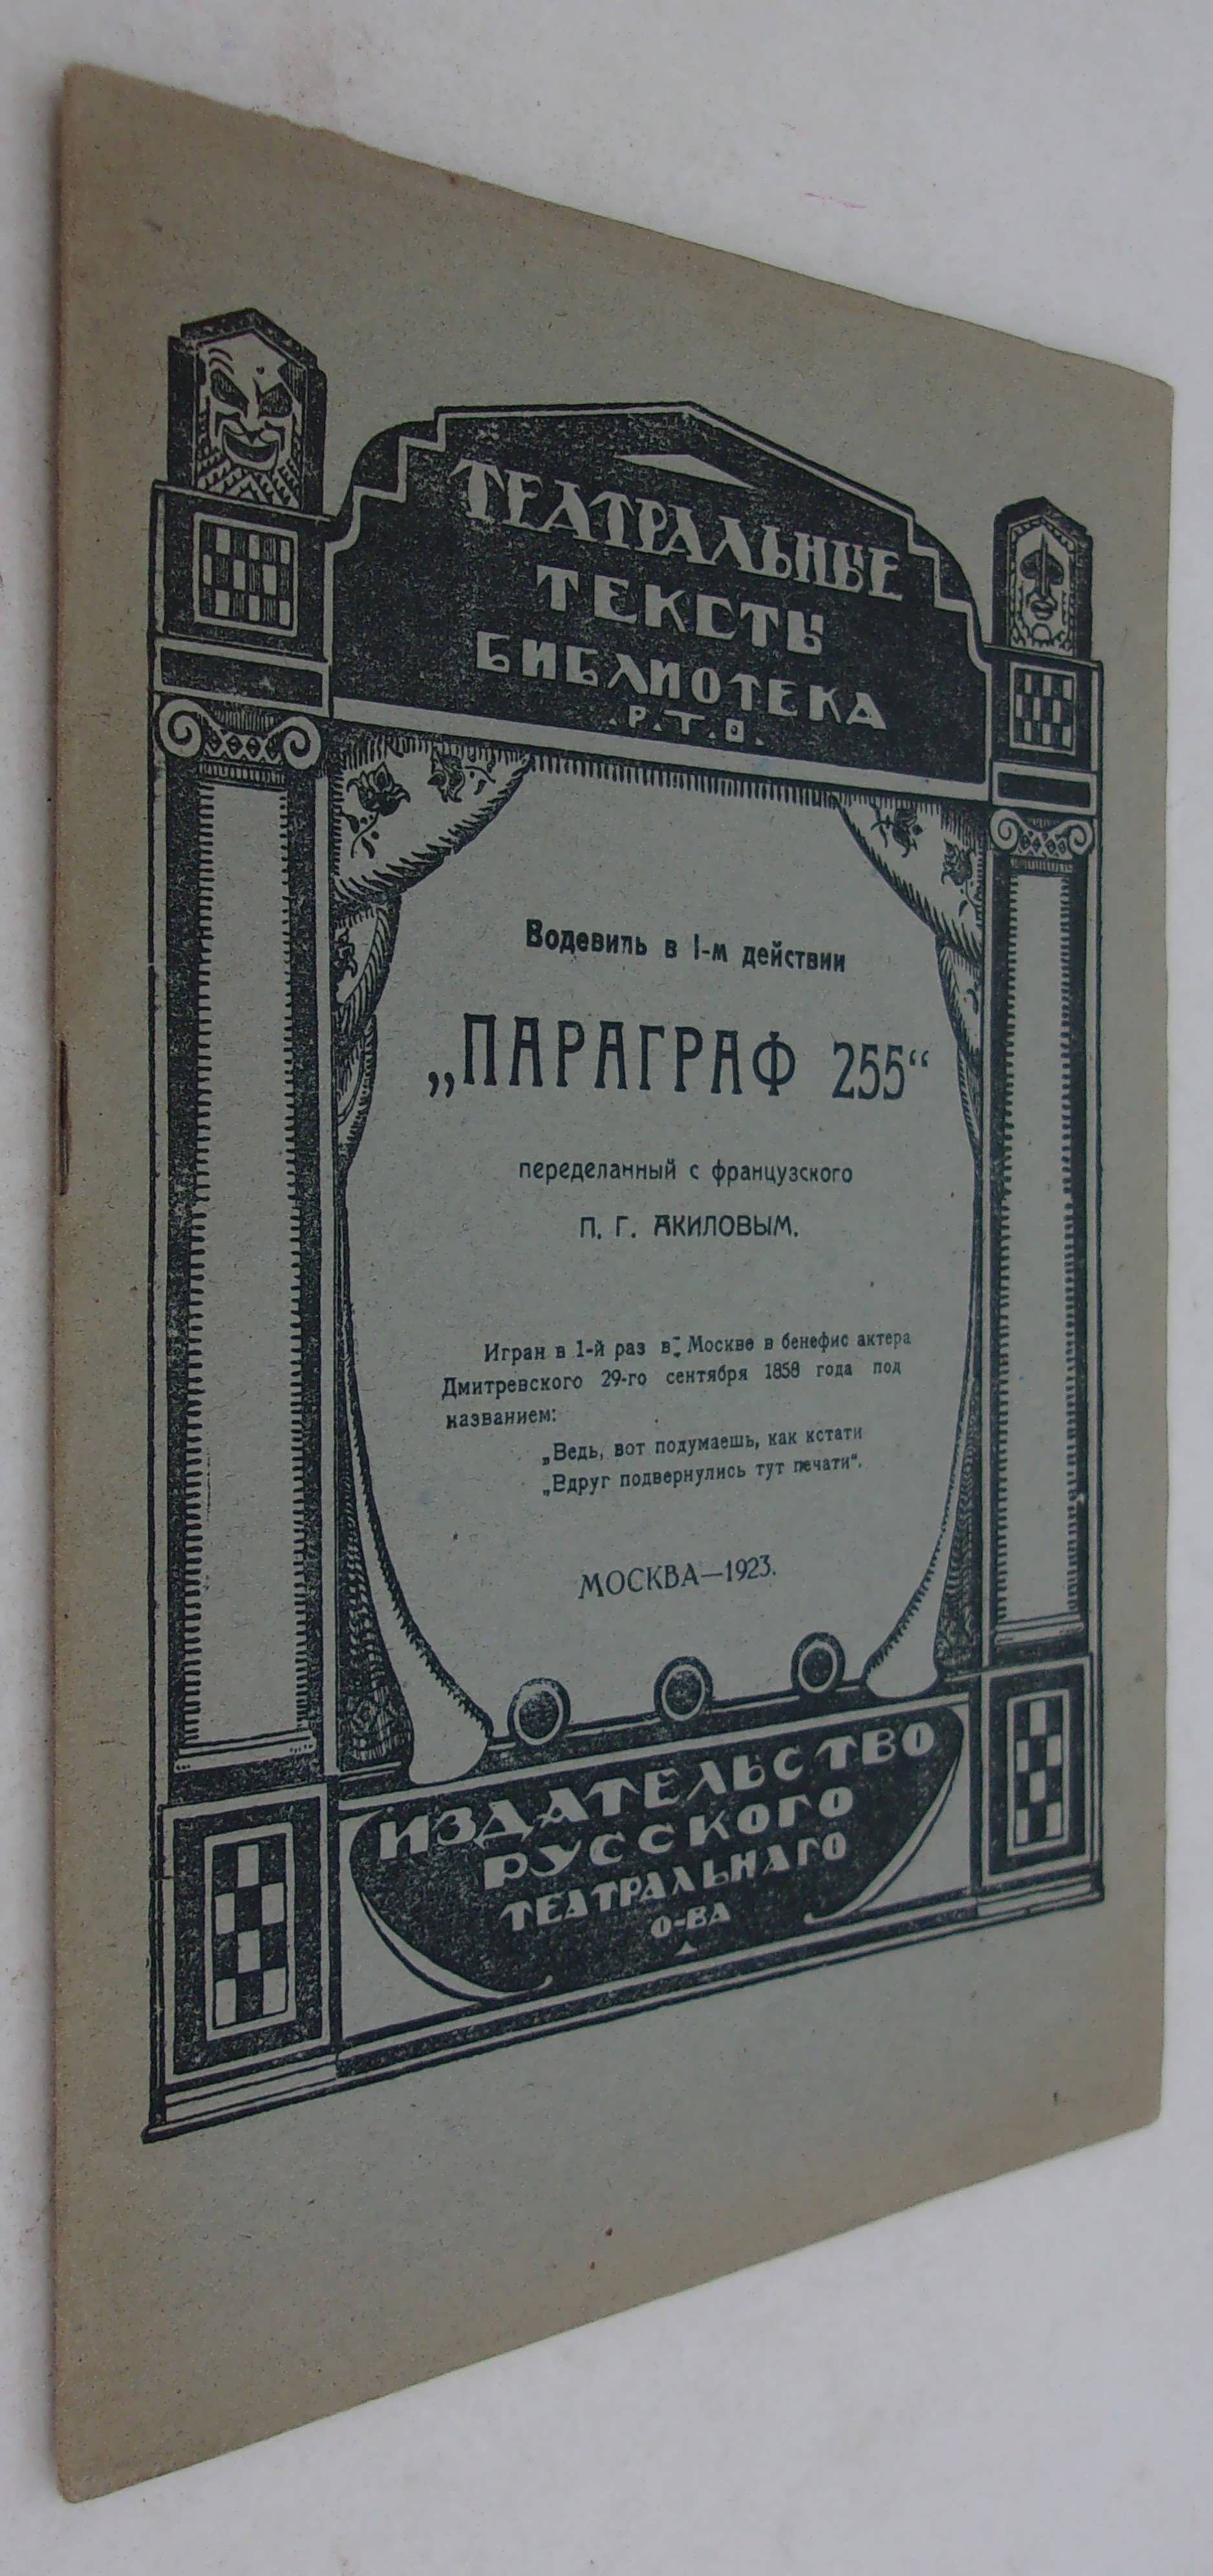 ТЕАТРАЛЬНЫЕ
ТЕКСТЫ
БИБЛИОТЕКА
.Р.Т.О.
Водевиль в 1-м действии
„ПАРАГРАФ 255“
переделанный с французского
П. Г. АКИЛОВЫМ.
Игран в 1-й раз в Москве в бенефис актера
Дмитревского 29-го сентября 1858 года под
названием:
„Ведь, вот подумаешь, как кстати
„Вдруг подвернулись тут печати“.
МОСКВА—1923.
ИЗДАТЕЛЬСТВО
РУССКОГО
ТЕАТРАЛЬНАГО
О-ВА